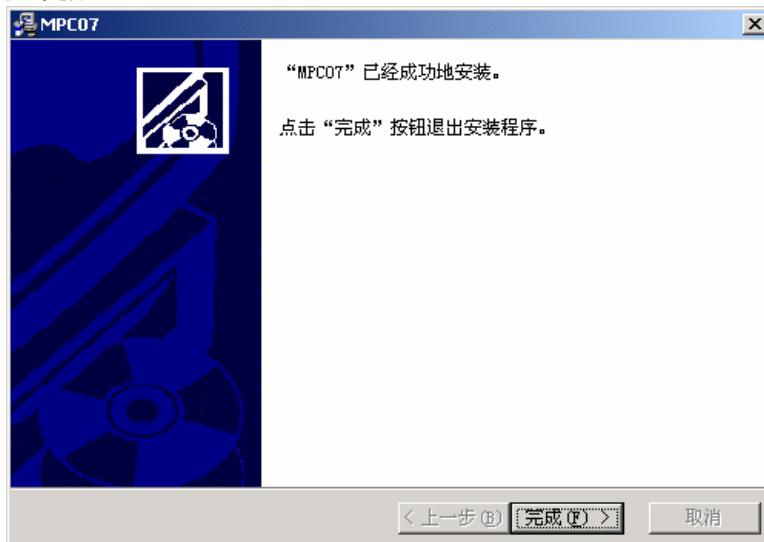 MPC07
“MPC07”已经成功地安装。
点击“完成”按钮退出安装程序。
< 上一步(B)
完成(F) >
取消